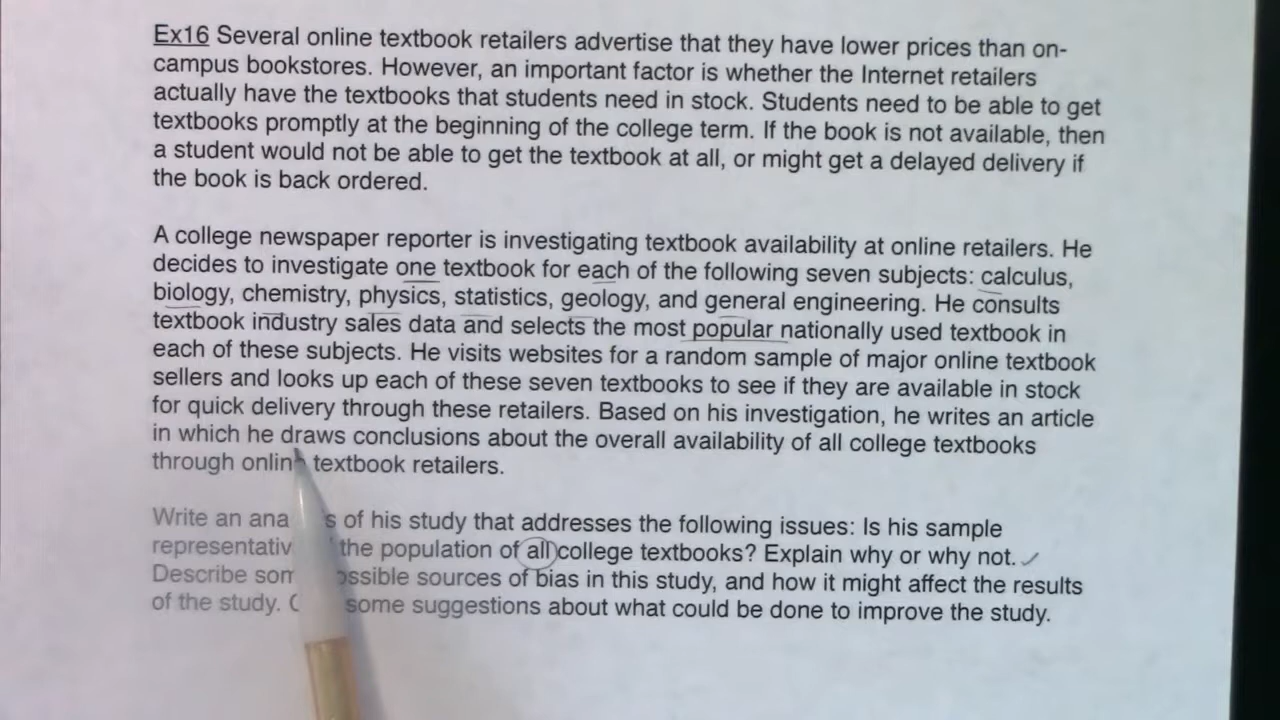 Ex16 Several online textbook retailers advertise that they have lower prices than on-
campus bookstores. However, an important factor is whether the Internet retailers
actually have the textbooks that students need in stock. Students need to be able to get
textbooks promptly at the beginning of the college term. If the book is not available, then
a student would not be able to get the textbook at all, or might get a delayed delivery if
the book is back ordered.
A college newspaper reporter is investigating textbook availability at online retailers. He
decides to investigate one textbook for each of the following seven subjects: calculus,
biology, chemistry, physics, statistics, geology, and general engineering. He consults
textbook industry sales data and selects the most popular nationally used textbook in
each of these subjects. He visits websites for a random sample of major online textbook
sellers and looks up each of these seven textbooks to see if they are available in stock
for quick delivery through these retailers. Based on his investigation, he writes an article
in which he draws conclusions about the overall availability of all college textbooks
through textbook retailers.
Write an of his study that addresses the following issues: Is his sample
the population of all college textbooks? Explain why or why not.
Describe of bias in this study, and how it might affect the results
of the study. some suggestions about what could be done to improve the study.